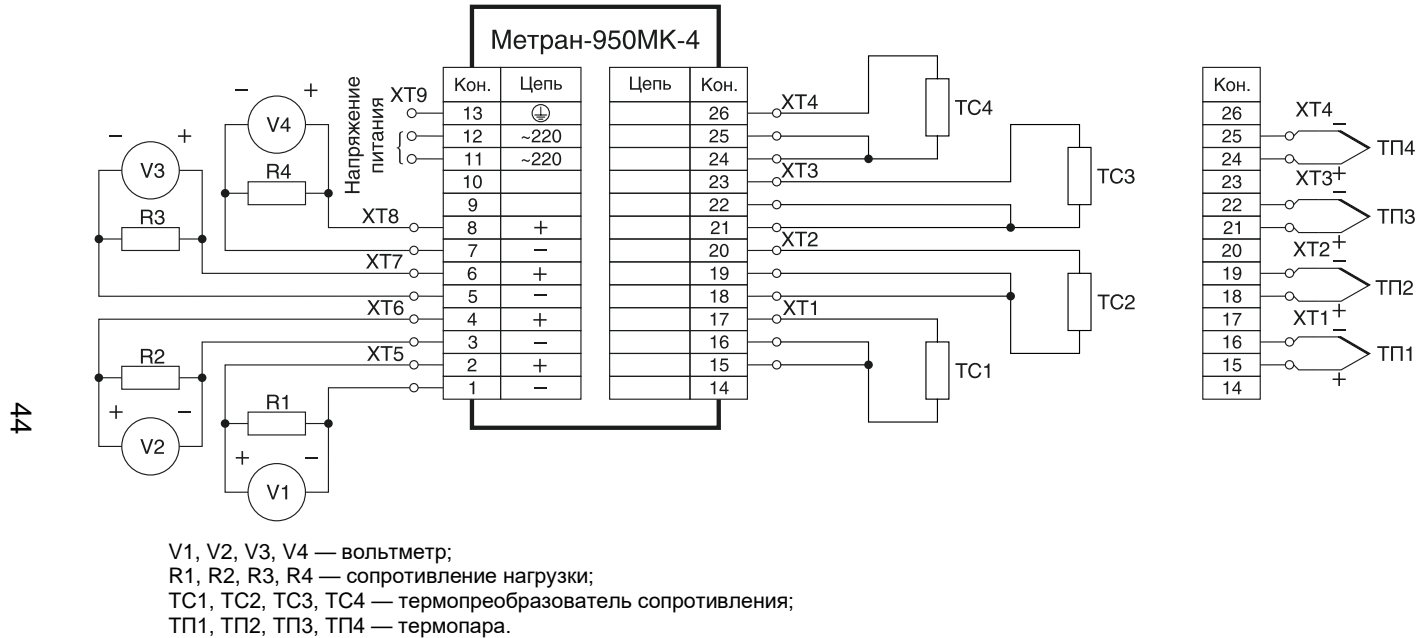 Метран-950МК-4
Кон. Цепь Цепь Кон. Кон.
Напряжение
питания
XT9 13 26 XT4 26 XT4
12 ~220 25 25 −
11 ~220 24 24 +
10 23 XT3 23 XT3
9 22 22 −
XT8 8 + 21 21 +
7 − 20 XT2 20 XT2
XT7 6 + 19 19 −
5 − 18 18 +
XT6 4 + 17 XT1 17 XT1
3 − 16 16 −
XT5 2 + 15 15 +
1 − 14 14
− V4 +
R4
− V3 +
R3
R2
+ V2 −
R1
+ V1 −
TC4
TC3
TC2
TC1
ТП4
ТП3
ТП2
ТП1
44
V1, V2, V3, V4 — вольтметр;
R1, R2, R3, R4 — сопротивление нагрузки;
ТС1, ТС2, ТС3, ТС4 — термопреобразователь сопротивления;
ТП1, ТП2, ТП3, ТП4 — термопара.